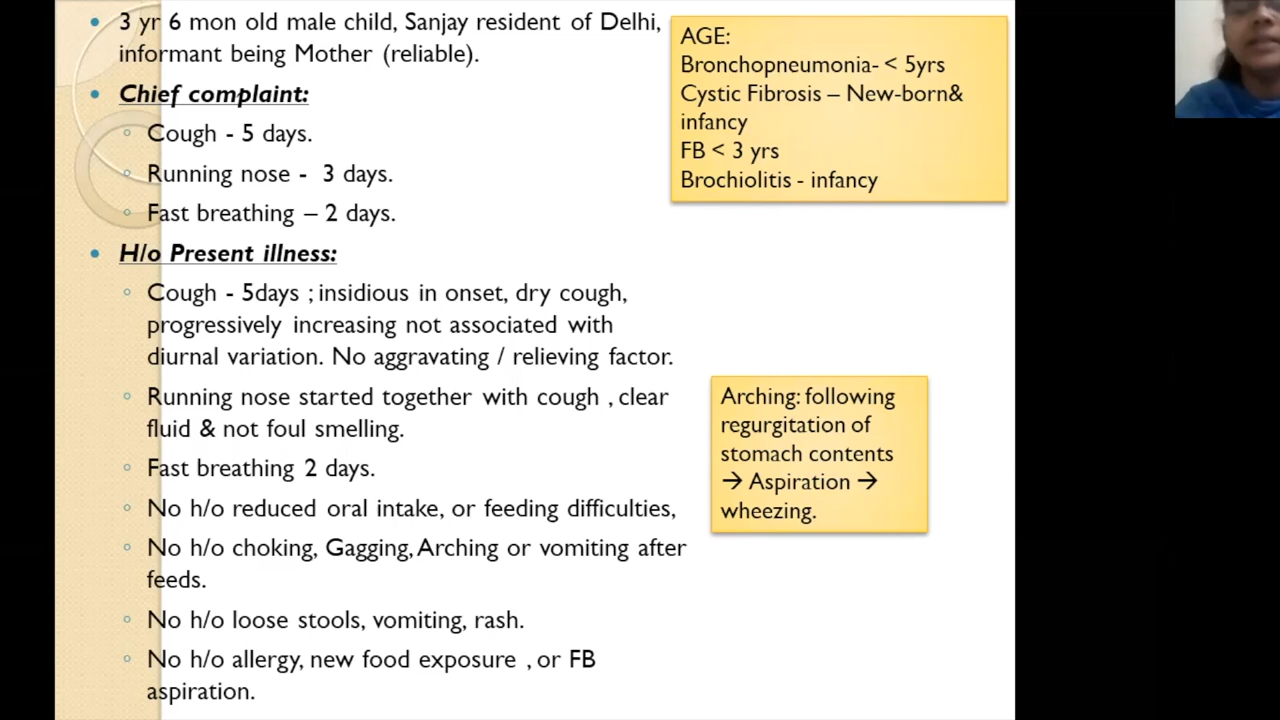 3 yr 6 mon old male child, Sanjay resident of Delhi,
informant being Mother (reliable).
Chief complaint:
Cough - 5 days.
Running nose - 3 days.
Fast breathing – 2 days.
H/o Present illness:
Cough - 5days ; insidious in onset, dry cough,
progressively increasing not associated with
diurnal variation. No aggravating / relieving factor.
Running nose started together with cough , clear
fluid & not foul smelling.
Fast breathing 2 days.
No h/o reduced oral intake, or feeding difficulties,
No h/o choking, Gagging, Arching or vomiting after
feeds.
No h/o loose stools, vomiting, rash.
No h/o allergy, new food exposure , or FB
aspiration.
AGE:
Bronchopneumonia- < 5yrs
Cystic Fibrosis – New-born&
infancy
FB < 3 yrs
Brochiolitis - infancy
Arching: following
regurgitation of
stomach contents
→ Aspiration →
wheezing.